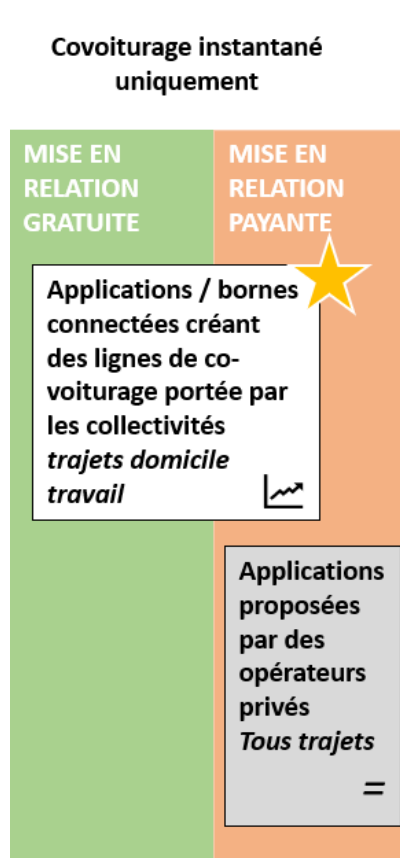 Covoiturage instantané
uniquement
MISE EN
RELATION
GRATUITE
MISE EN
RELATION
PAYANTE
Applications / bornes
connectées créant
des lignes de co-
voiturage portée par
les collectivités
trajets domicile
travail
Applications
proposées
par des
opérateurs
privés
Tous trajets
=